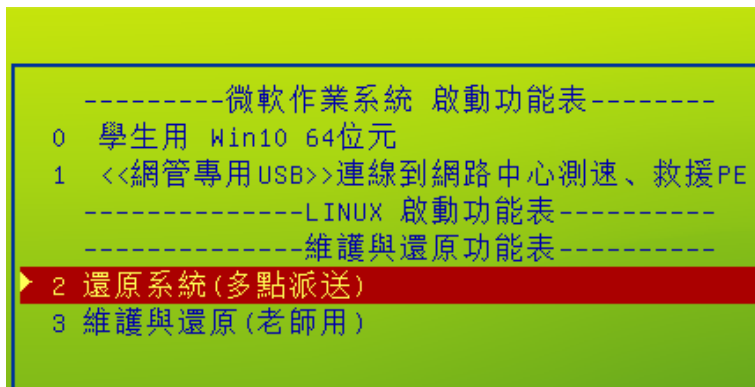 ---------微軟作業系統 啟動功能表--------
0 學生用 Win10 64位元
1 <<網管專用USB>>連線到網路中心測速、救援PE
--------------LINUX 啟動功能表----------
--------------維護與還原功能表----------
2 還原系統(多點派送)
3 維護與還原(老師用)